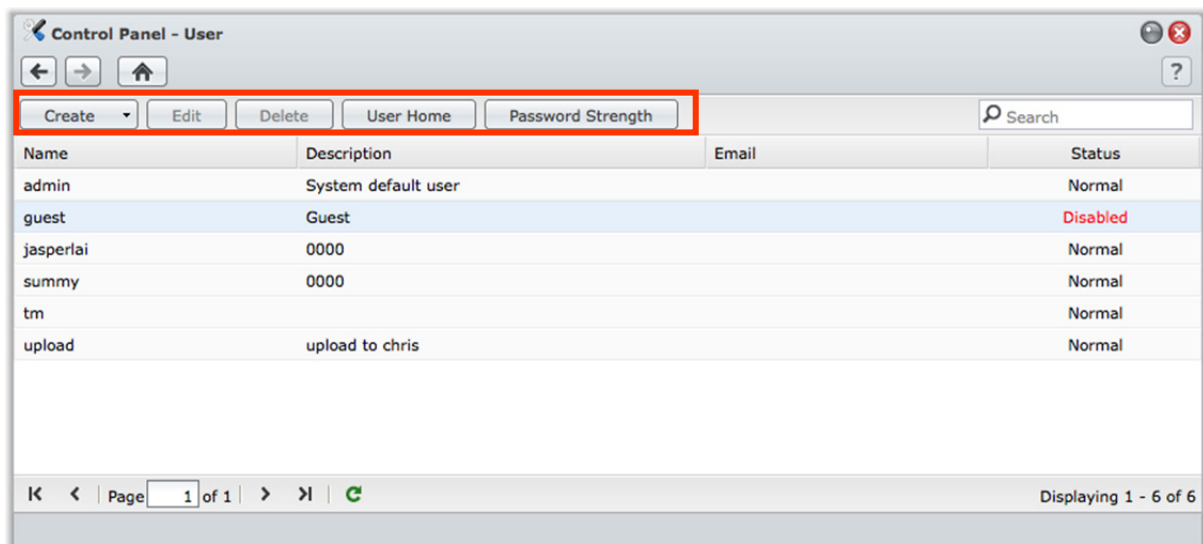 Control Panel - User
?
Create Edit Delete User Home Password Strength Search
Name Description Email Status
admin System default user Normal
guest Guest Disabled
jasperlai 0000 Normal
summy 0000 Normal
tm Normal
upload upload to chris Normal
Page 1 of 1 Displaying 1 - 6 of 6